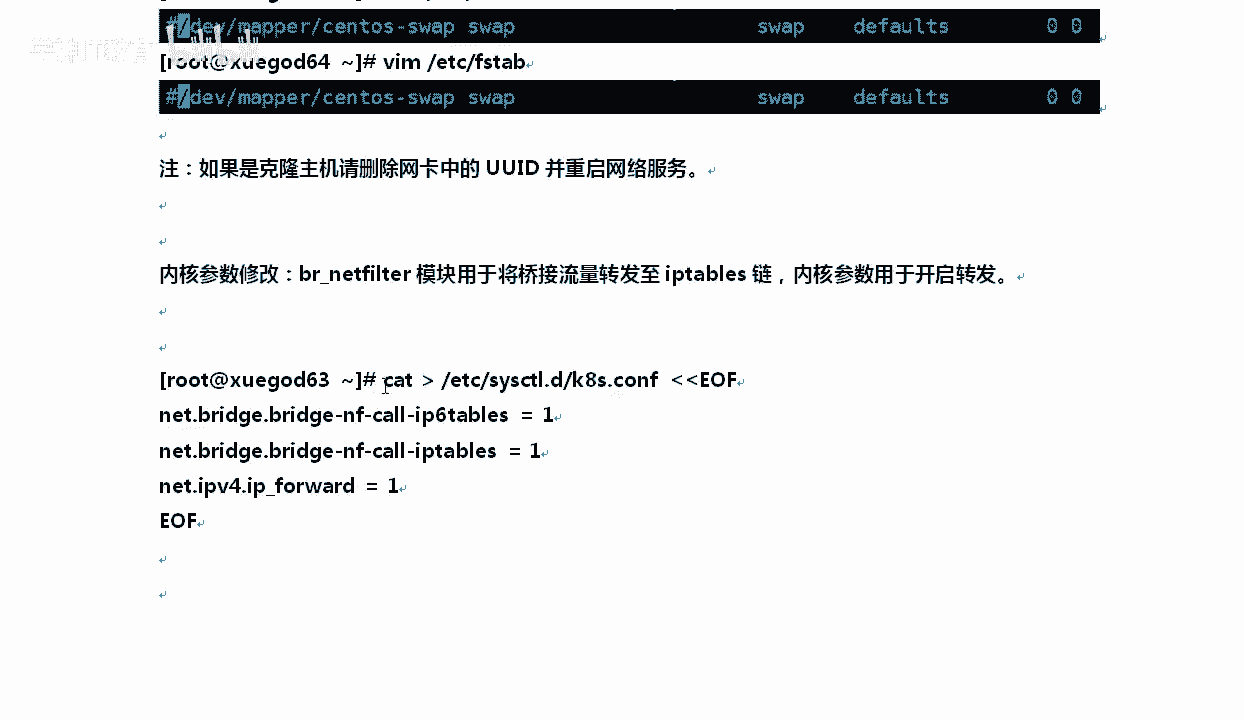 #/dev/mapper/centos-swap swap swap defaults 0 0
[root@xuegod64 ~]# vim /etc/fstab
#/dev/mapper/centos-swap swap swap defaults 0 0
注：如果是克隆主机请删除网卡中的 UUID 并重启网络服务。
内核参数修改：br_netfilter 模块用于将桥接流量转发至 iptables 链，内核参数用于开启转发。
[root@xuegod63 ~]# cat > /etc/sysctl.d/k8s.conf <<EOF
net.bridge.bridge-nf-call-ip6tables = 1
net.bridge.bridge-nf-call-iptables = 1
net.ipv4.ip_forward = 1
EOF